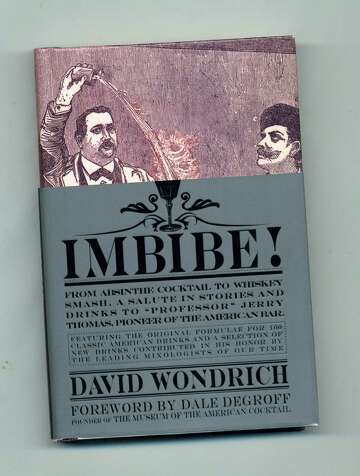 IMBIBE!
FROM ABSINTHE COCKTAIL TO WHISKEY
SMASH, A SALUTE IN STORIES AND
DRINKS TO "PROFESSOR" JERRY
THOMAS, PIONEER OF THE AMERICAN BAR.
FEATURING THE ORIGINAL FORMULAE FOR 100
CLASSIC AMERICAN DRINKS AND A SELECTION OF
NEW DRINKS CONTRIBUTED IN HIS HONOR BY
THE LEADING MIXOLOGISTS OF OUR TIME
DAVID WONDRICH
FOREWORD BY DALE DEGROFF
FOUNDER OF THE MUSEUM OF THE AMERICAN COCKTAIL